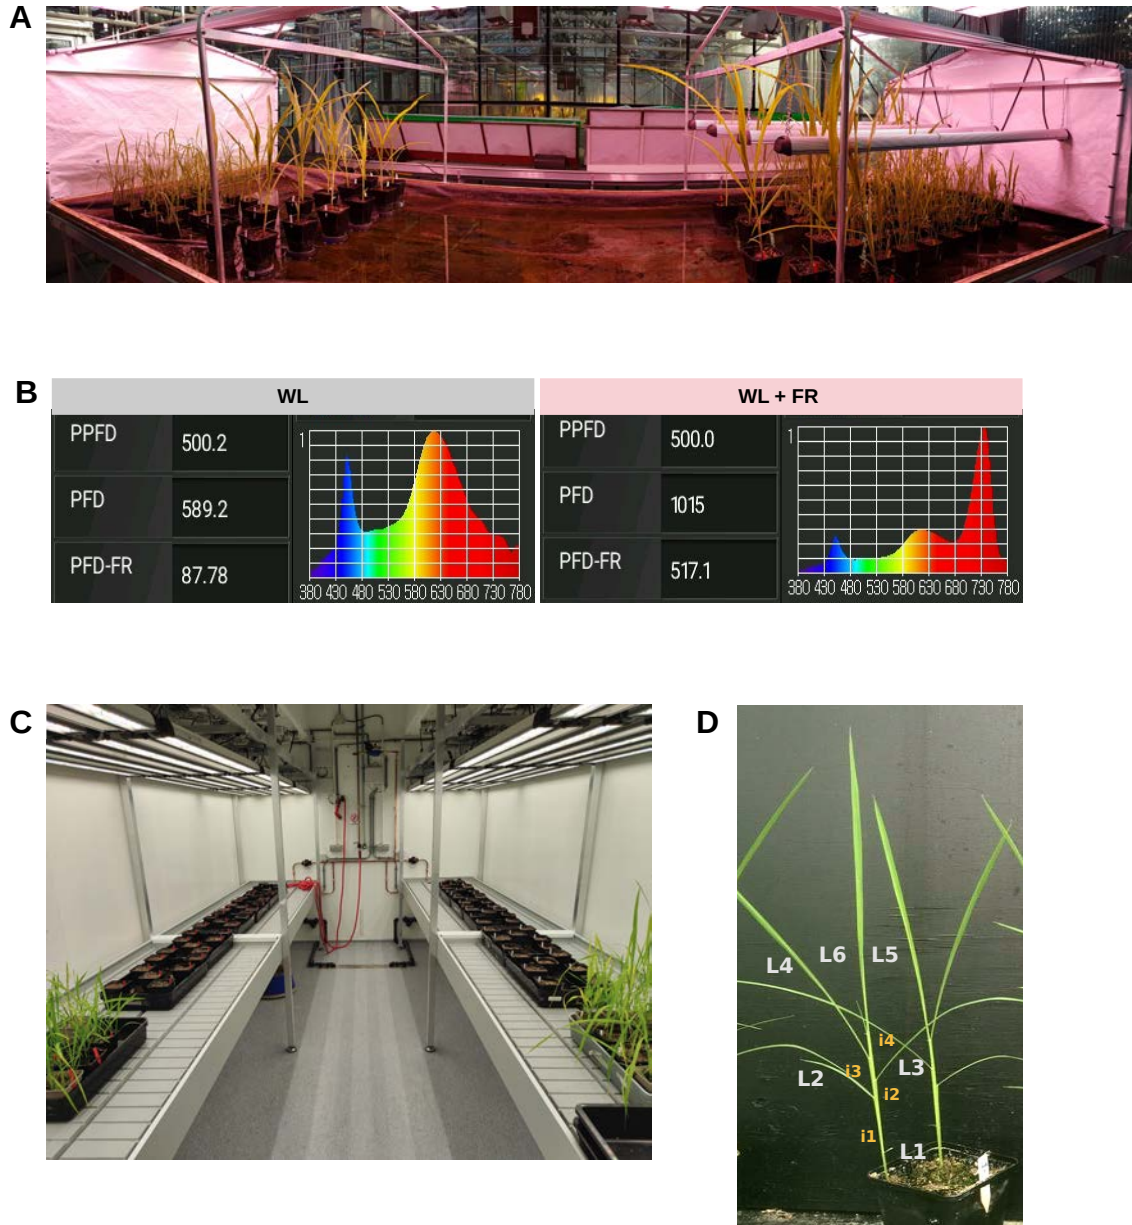 A
B
WL
PPFD 500.2
PFD 589.2
PFD-FR 87.78
1
380 430 480 530 580 630 680 730 780
WL + FR
PPFD 500.0
PFD 1015
PFD-FR 517.1
1
380 430 480 530 580 630 680 730 780
C
D
L4 L6 L5
i4
L2 i3 L3
i2
i1
L1